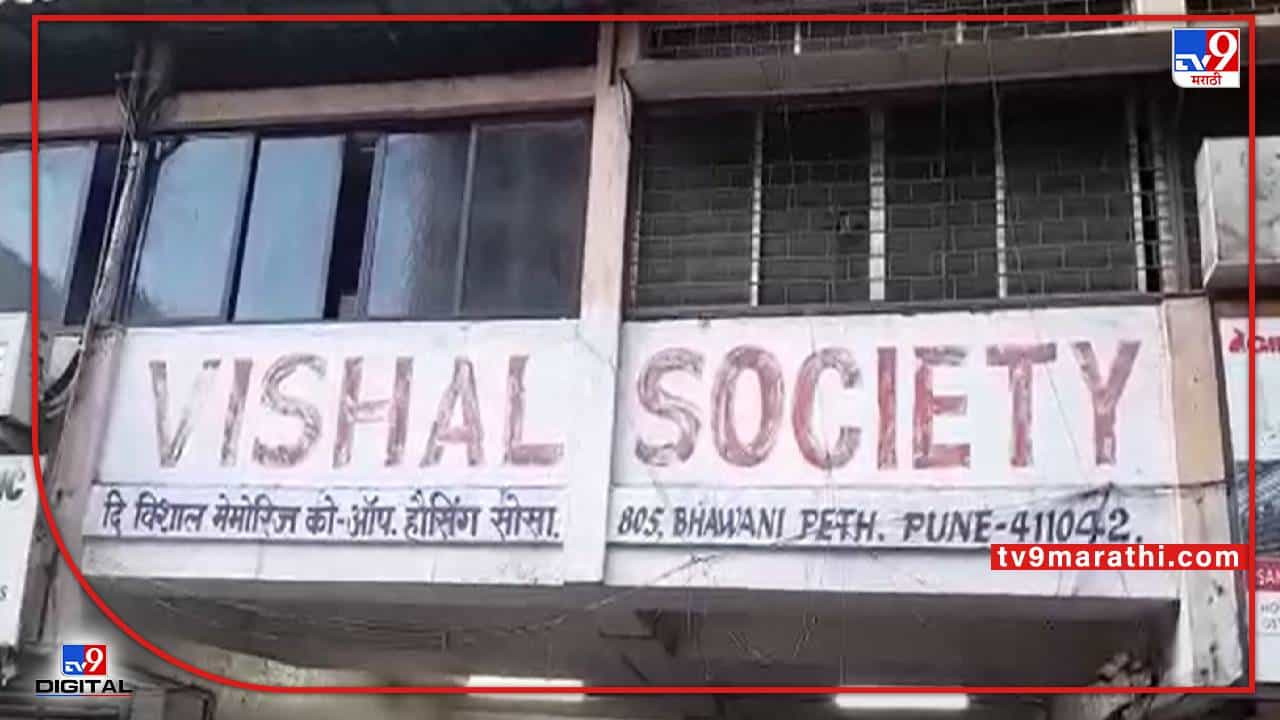 TV9
मराठी
VISHAL SOCIETY
दि विशाल मेमोरिज को-ऑप. हौसिंग सोसा.
805, BHAWANI PETH. PUNE-411042.
tv9marathi.com
TV9
DIGITAL